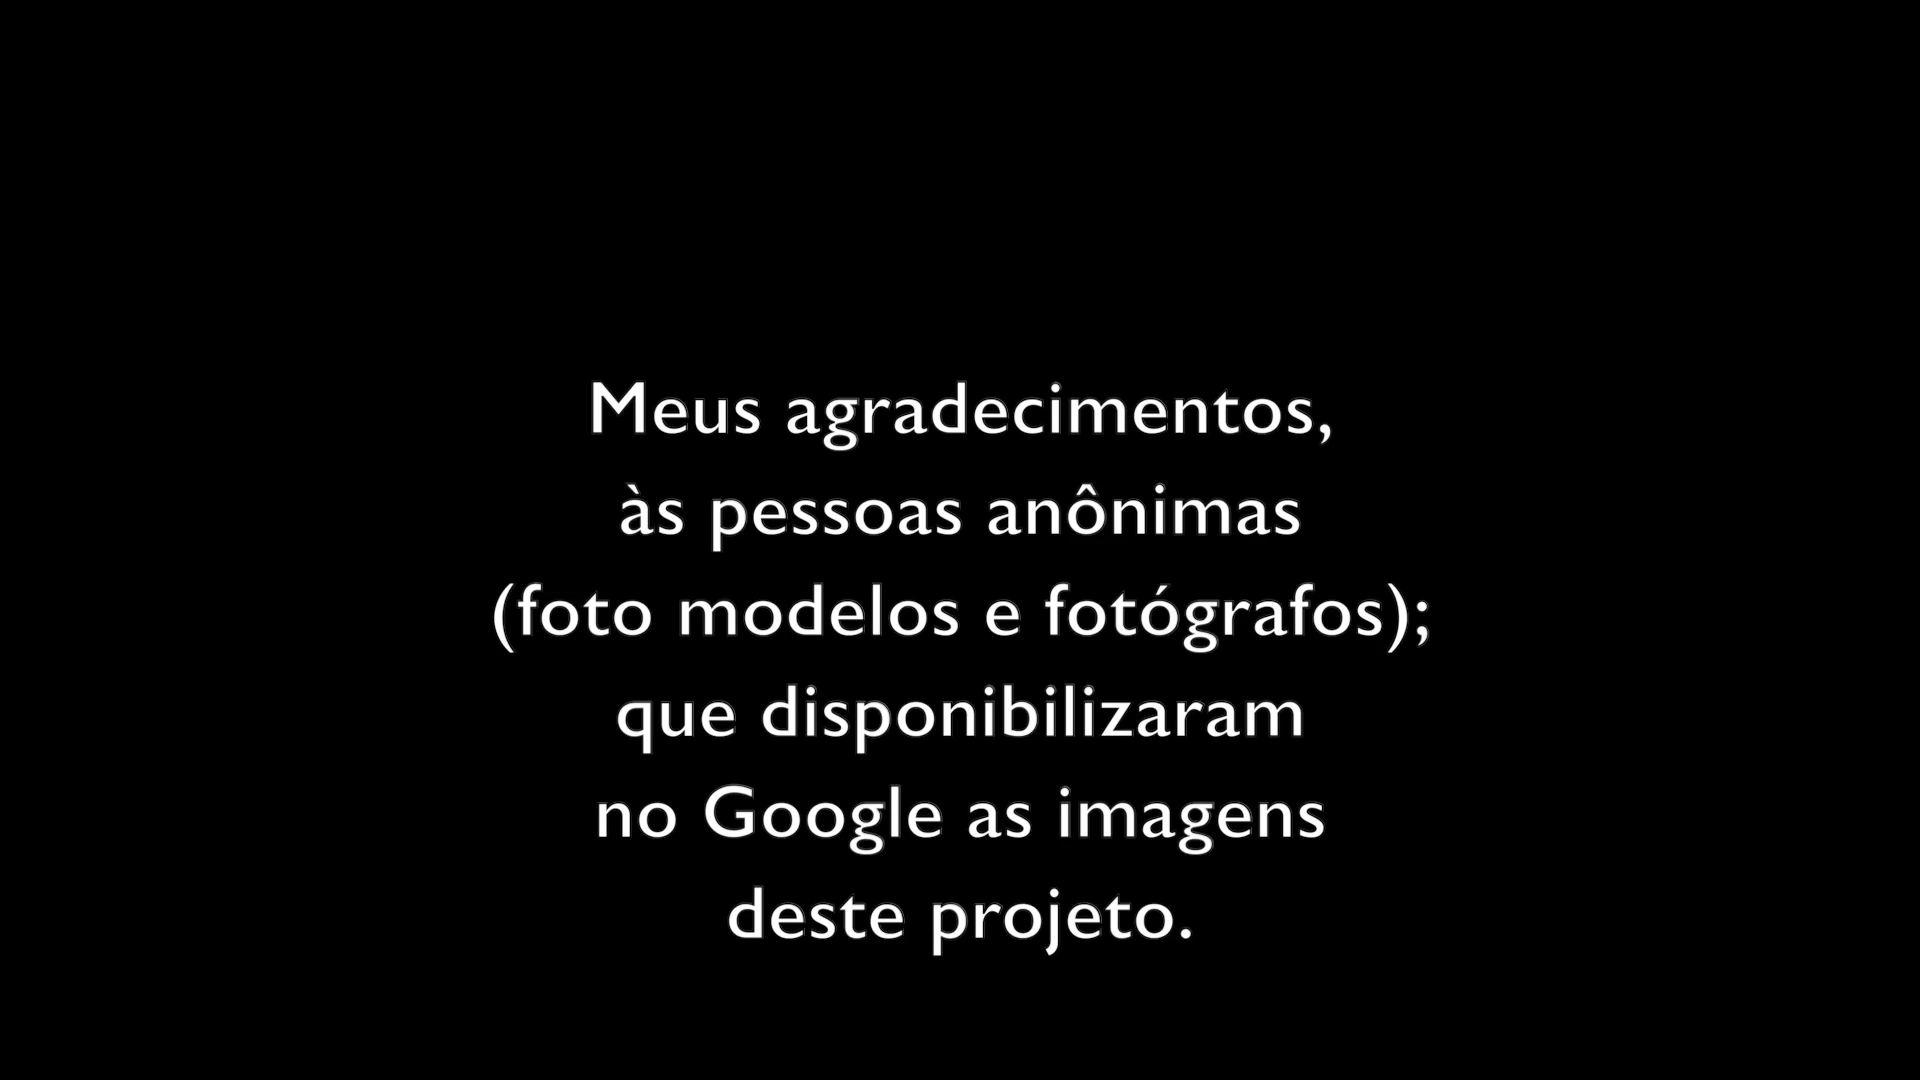 Meus agradecimentos,
às pessoas anônimas
(foto modelos e fotógrafos);
que disponibilizaram
no Google as imagens
deste projeto.